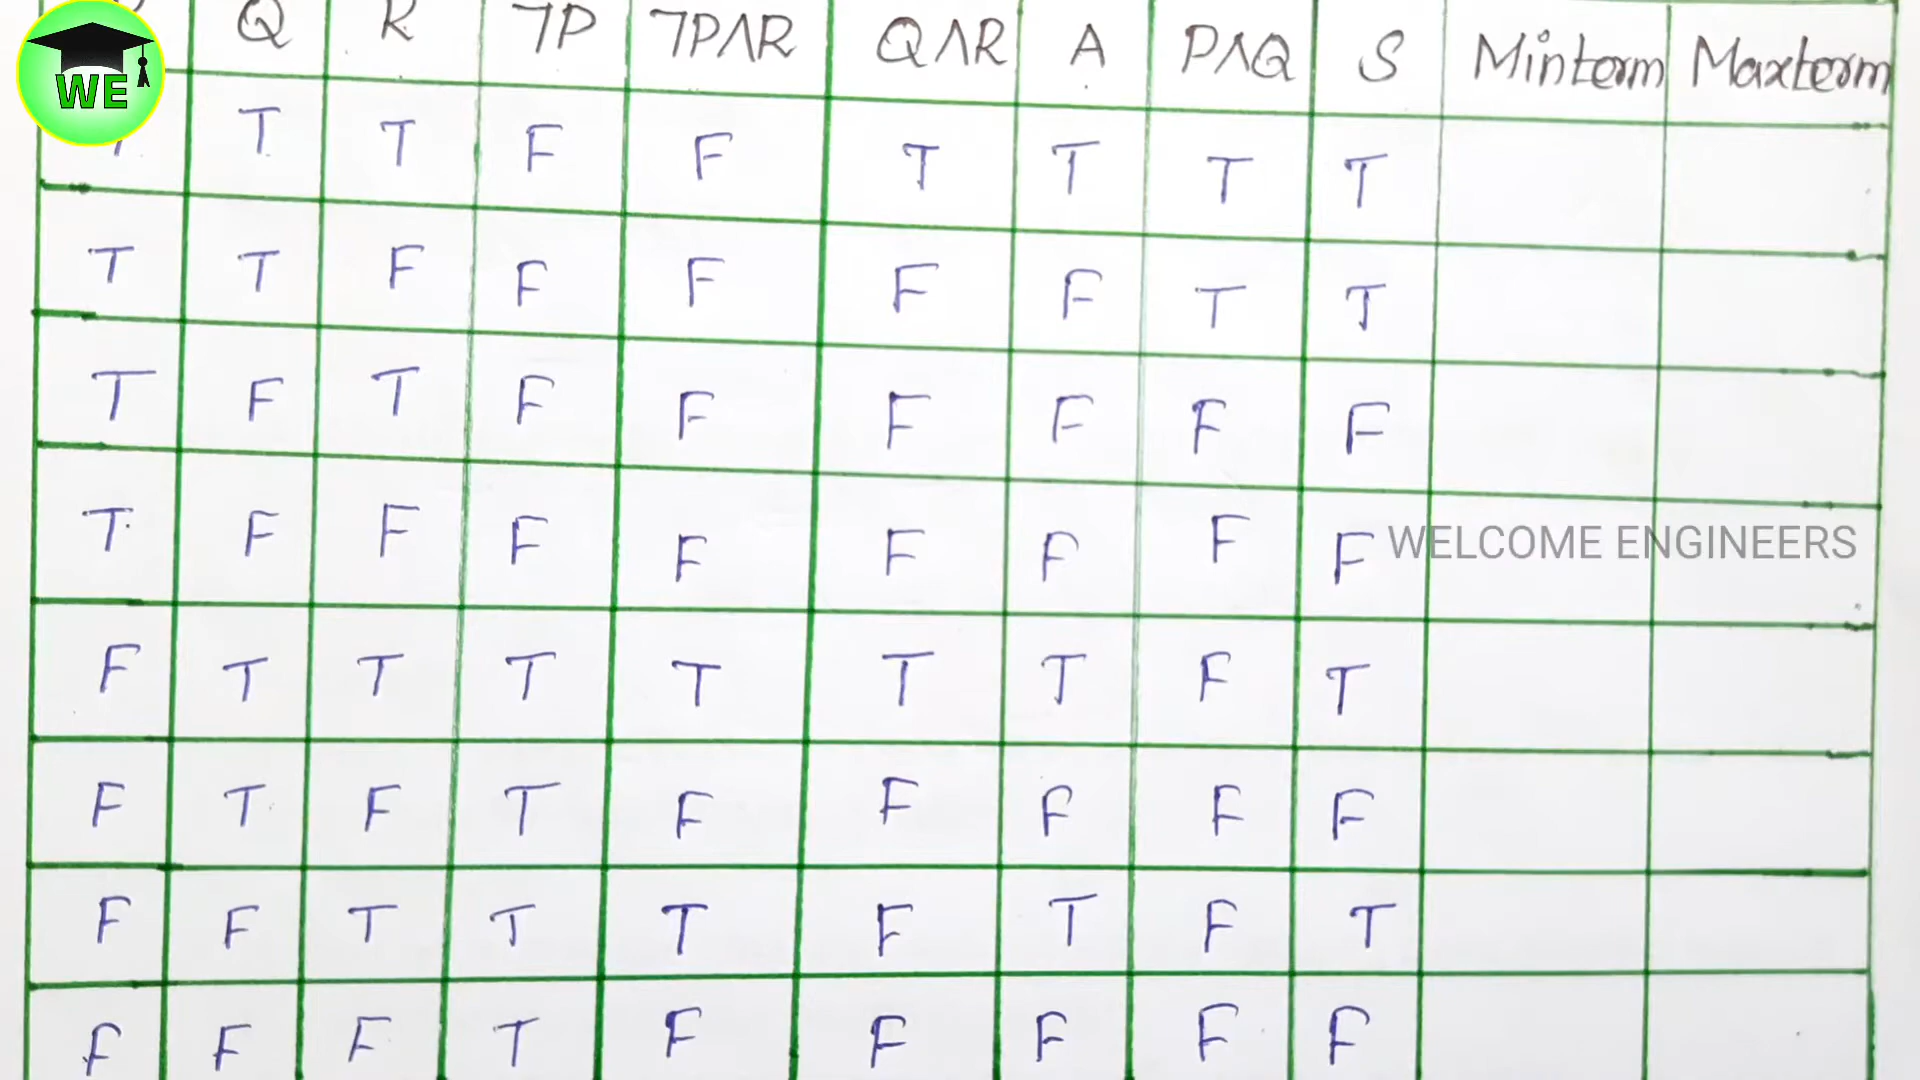 Q R ¬P ¬P∧R Q∧R A P∧Q S Minterm Maxterm
WE
T T T F F T T T T
T T F F F F F T T
T F T F F F F F F
T F F F F F F F F
WELCOME ENGINEERS
F T T T T T T F T
F T F T F F F F F
F F T T T F T F T
F F F T F F F F F